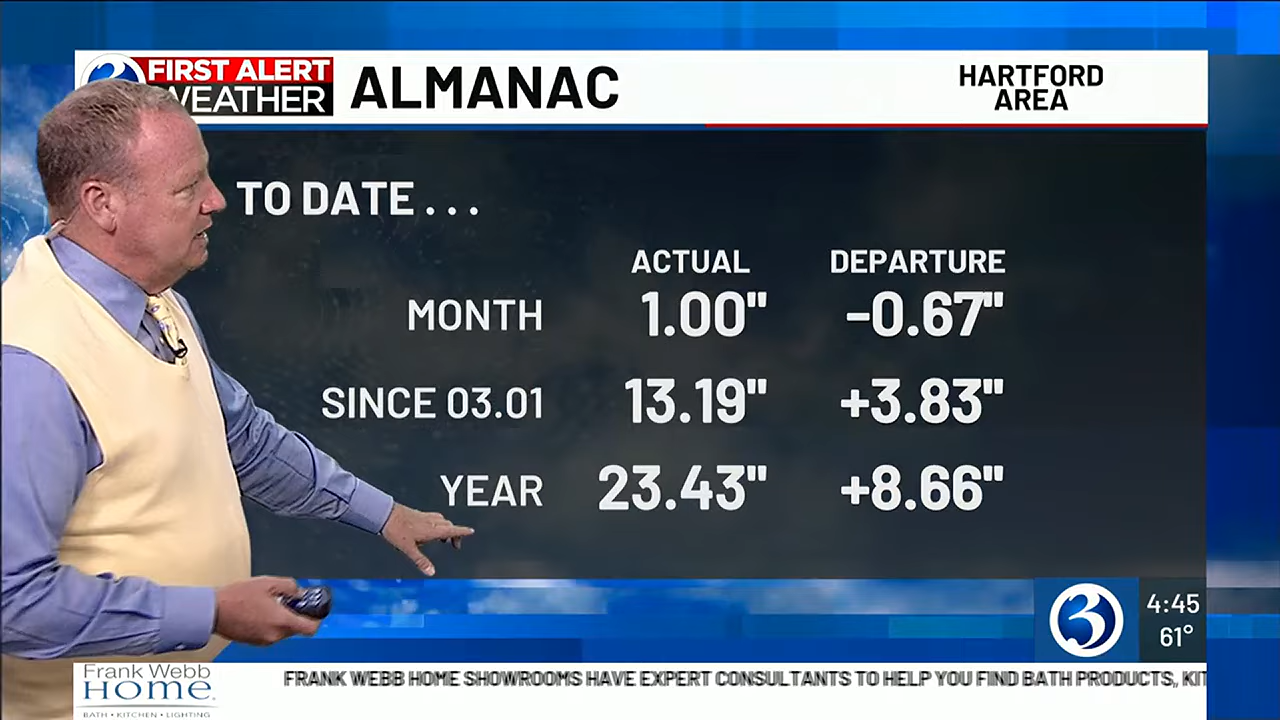 3 FIRST ALERT
WEATHER
ALMANAC
HARTFORD
AREA
TO DATE . . .
ACTUAL DEPARTURE
MONTH 1.00" -0.67"
SINCE 03.01 13.19" +3.83"
YEAR 23.43" +8.66"
3
4:45
61°
Frank Webb
Home
BATH • KITCHEN • LIGHTING
FRANK WEBB HOME SHOWROOMS HAVE EXPERT CONSULTANTS TO HELP YOU FIND BATH PRODUCTS, KIT